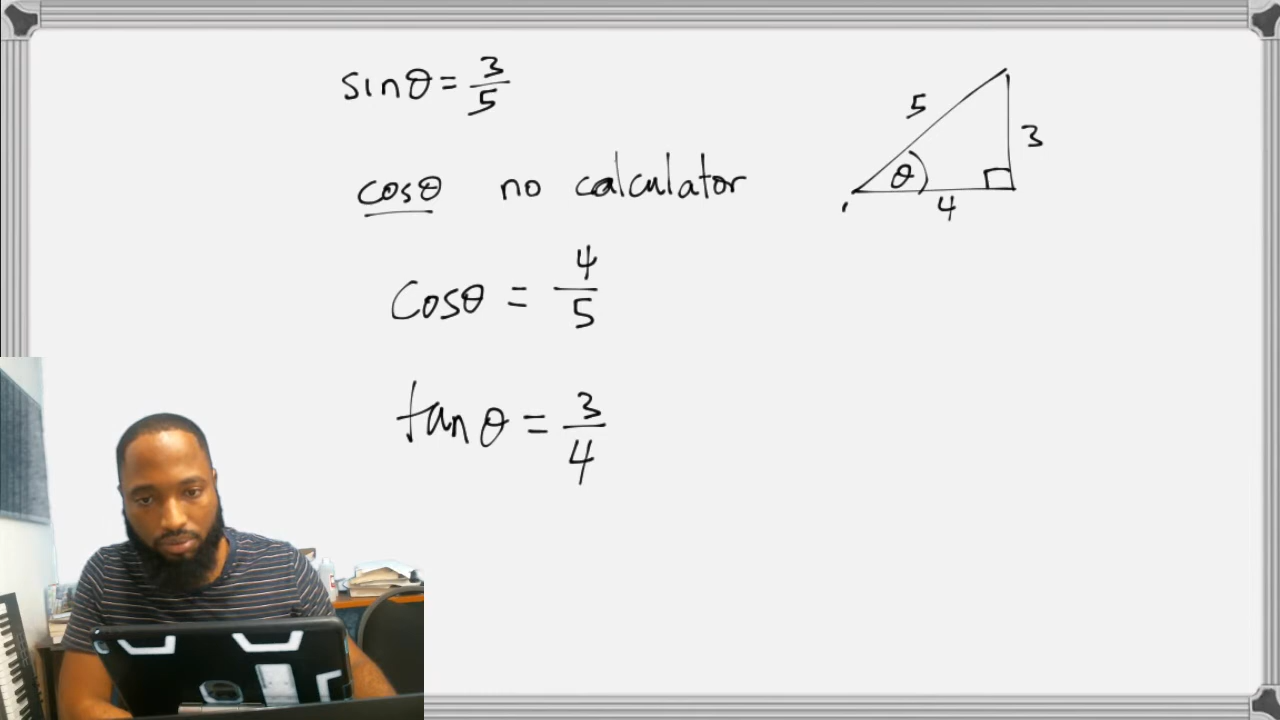 sinθ = 3/5
5
3
θ
4
cosθ no calculator
cosθ = 4/5
tanθ = 3/4